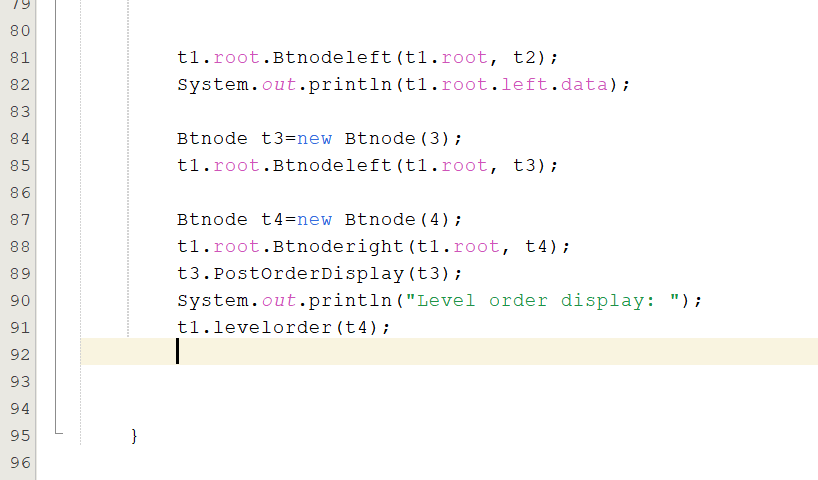 79
80
81 t1.root.Btnodeleft(t1.root, t2);
82 System.out.println(t1.root.left.data);
83
84 Btnode t3=new Btnode(3);
85 t1.root.Btnodeleft(t1.root, t3);
86
87 Btnode t4=new Btnode(4);
88 t1.root.Btnoderight(t1.root, t4);
89 t3.PostOrderDisplay(t3);
90 System.out.println("Level order display: ");
91 t1.levelorder(t4);
92
93
94
95 }
96